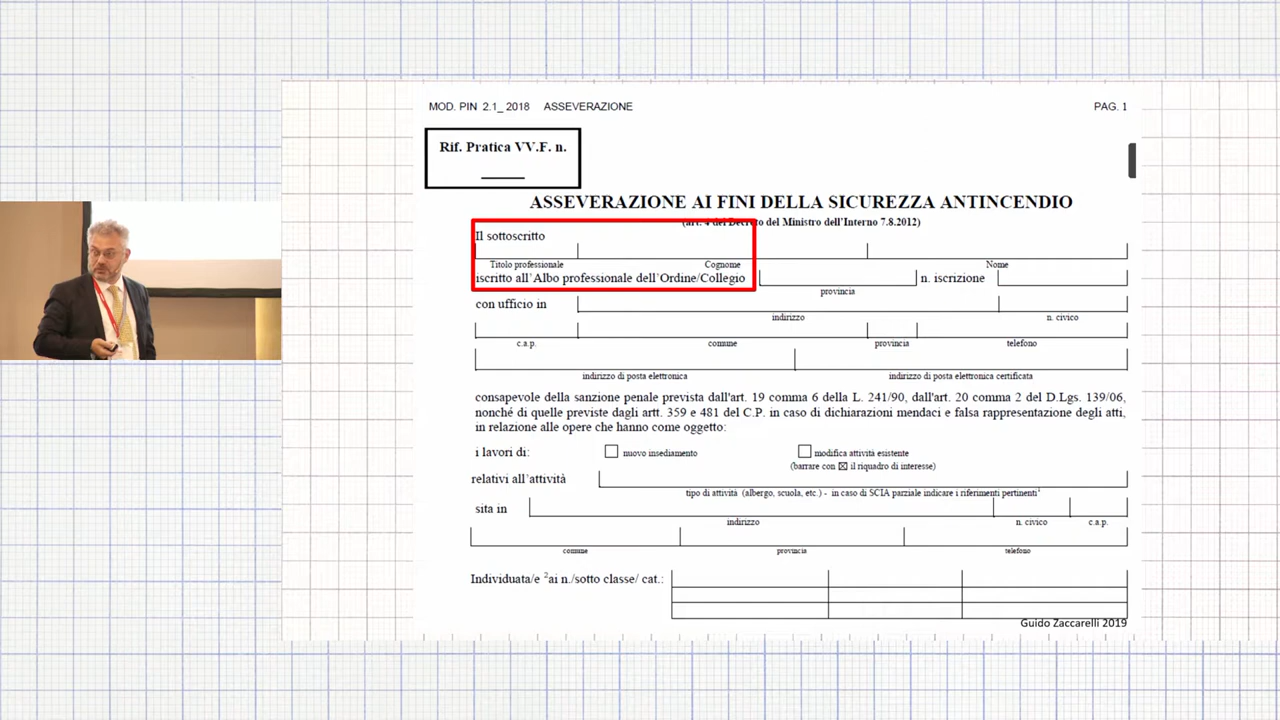 MOD. PIN 2.1_ 2018 ASSEVERAZIONE PAG. 1
Rif. Pratica VV.F. n.
ASSEVERAZIONE AI FINI DELLA SICUREZZA ANTINCENDIO
(art. 4 del Decreto del Ministro dell'Interno 7.8.2012)
Il sottoscritto
Titolo professionale Cognome Nome
iscritto all'Albo professionale dell'Ordine/Collegio n. iscrizione
provincia
con ufficio in
indirizzo n. civico
c.a.p. comune provincia telefono
indirizzo di posta elettronica indirizzo di posta elettronica certificata
consapevole della sanzione penale prevista dall'art. 19 comma 6 della L. 241/90, dall'art. 20 comma 2 del D.Lgs. 139/06,
nonché di quelle previste dagli artt. 359 e 481 del C.P. in caso di dichiarazioni mendaci e falsa rappresentazione degli atti,
in relazione alle opere che hanno come oggetto:
i lavori di: nuovo insediamento modifica attività esistente
(barrare con ☒ il riquadro di interesse)
relativi all'attività
tipo di attività (albergo, scuola, etc.) - in caso di SCIA parziale indicare i riferimenti pertinenti¹
sita in
indirizzo n. civico c.a.p.
comune provincia telefono
Individuata/e ²ai n./sotto classe/ cat.:
Guido Zaccarelli 2019